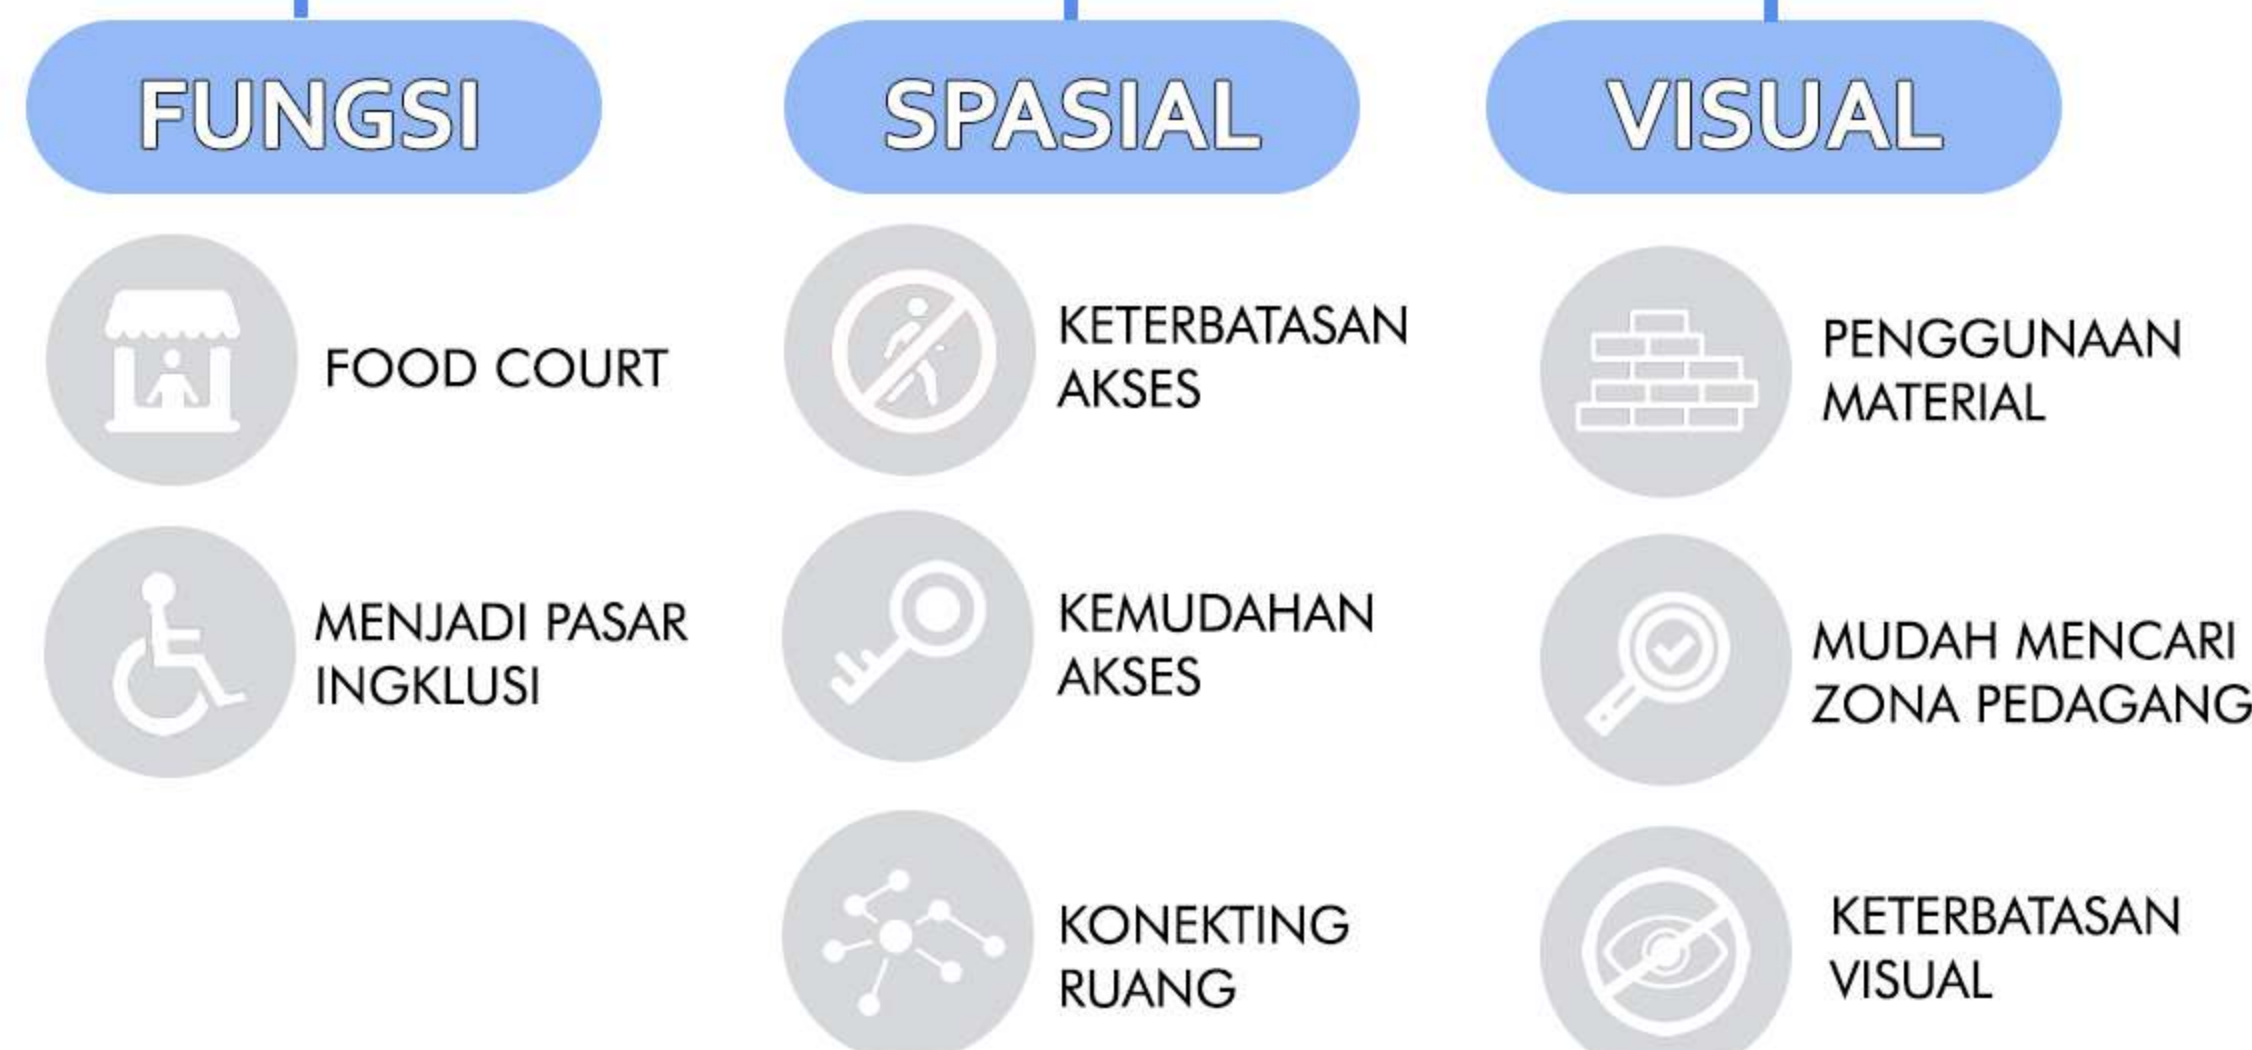 FUNGSI
FOOD COURT
MENJADI PASAR
INGKLUSI
SPASIAL
KETERBATASAN
AKSES
KEMUDAHAN
AKSES
KONEKTING
RUANG
VISUAL
PENGGUNAAN
MATERIAL
MUDAH MENCARI
ZONA PEDAGANG
KETERBATASAN
VISUAL